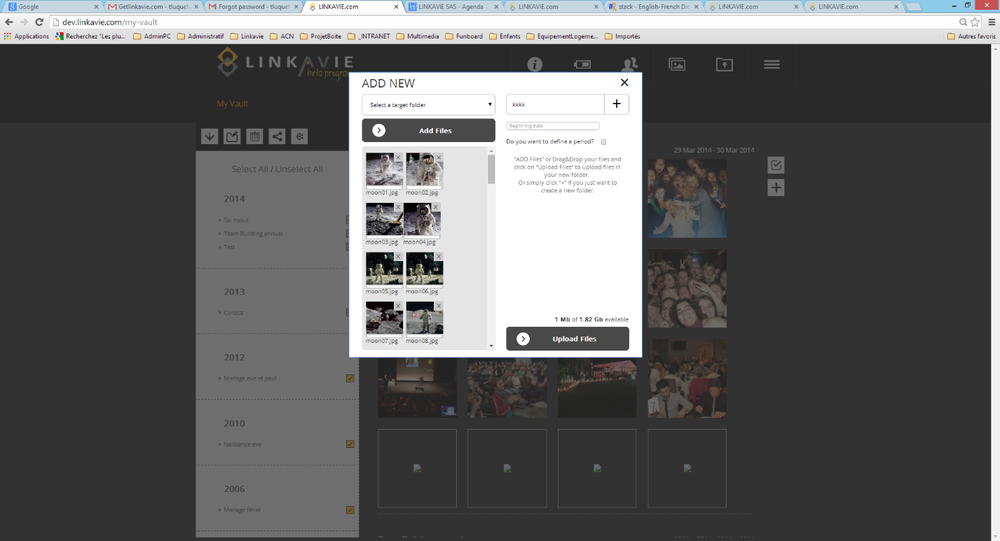 Google
Getlinkavie.com - tluquet
Forgot password - tluquet
LINKAVIE.com
LINKAVIE SAS - Agenda
LINKAVIE.com
stack - English-French Dic
LINKAVIE.com
LINKAVIE.com
dev.linkavie.com/my-vault
Applications
Recherchez "Les plu...
AdminPC
Administratif
Linkavie
ACN
ProjetBoite
_INTRANET
Multimedia
Funboard
Enfants
EquipementLogeme...
Importés
Autres favoris
LINKAVIE
beta progra
My Vault
Select All / Unselect All
2014
> Ski risoul
> Team Building annuel
> Test
2013
> Corsica
2012
> Mariage eve et paul
2010
> Naissance eve
2006
> Mariage fériel
ADD NEW
Select a target folder
Add Files
moon01.jpg
moon02.jpg
moon03.jpg
moon04.jpg
moon05.jpg
moon06.jpg
moon07.jpg
moon08.jpg
kkkk
Beginning date
Do you want to define a period?
"ADD Files" or Drag&Drop your files and
click on "Upload Files" to upload files in
your new folder.
Or simply click "+" if you just want to
create a new folder.
1 Mb of 1.82 Gb available
Upload Files
29 Mar 2014 - 30 Mar 2014